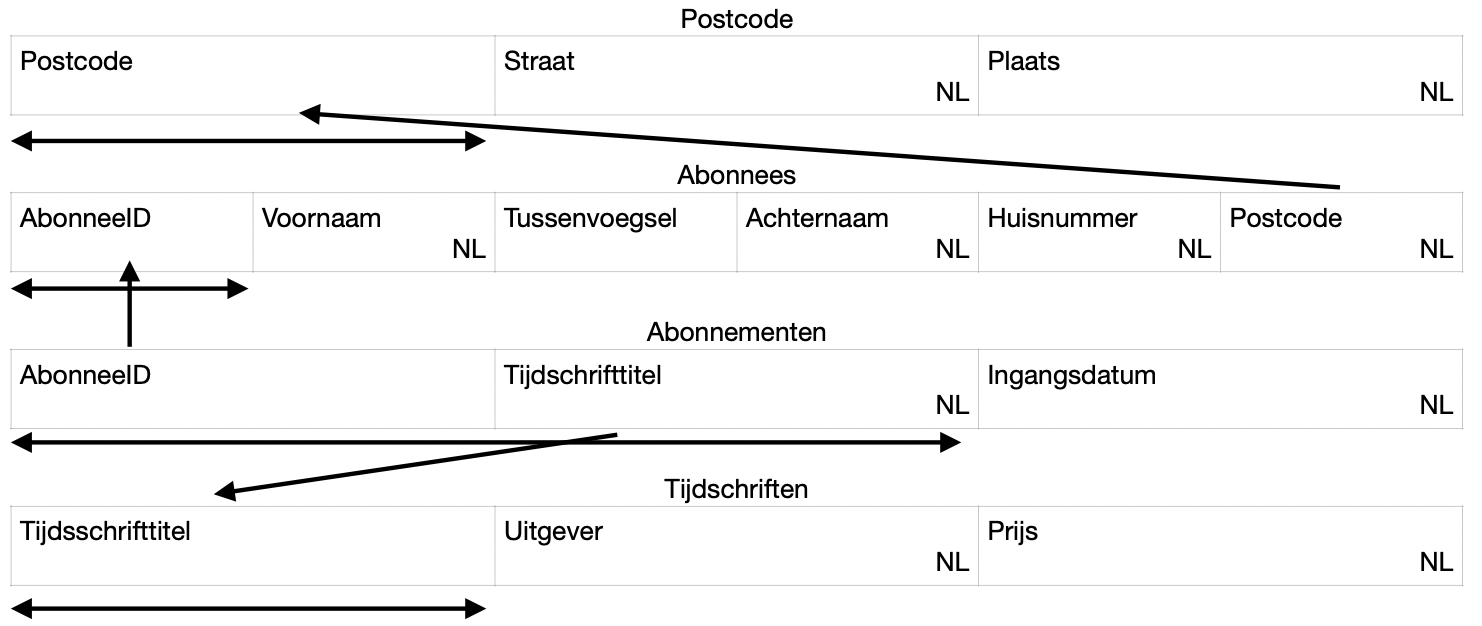 Postcode
Postcode Straat Plaats
NL NL
Abonnees
AbonneeID Voornaam Tussenvoegsel Achternaam Huisnummer Postcode
NL NL NL NL
Abonnementen
AbonneeID Tijdschrifttitel Ingangsdatum
NL NL
Tijdschriften
Tijdsschrifttitel Uitgever Prijs
NL NL